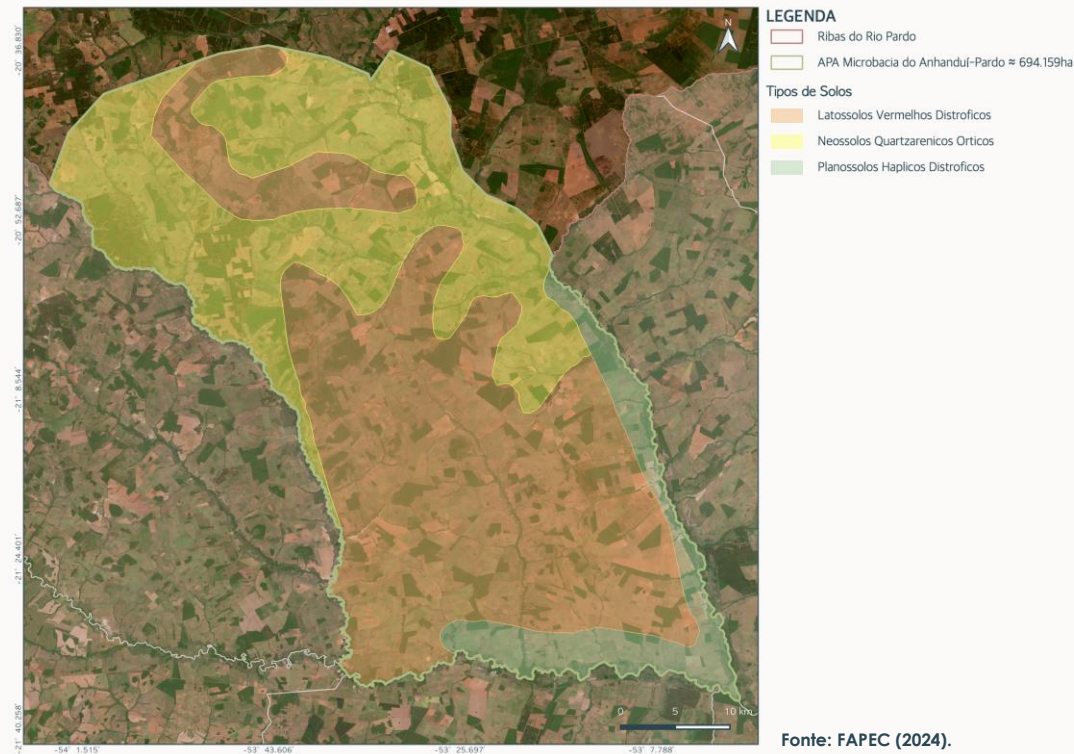 LEGENDA
Ribas do Rio Pardo
APA Microbacia do Anhanduí-Pardo ≈ 694.159ha
Tipos de Solos
Latossolos Vermelhos Distroficos
Neossolos Quartzarenicos Orticos
Planossolos Haplicos Distroficos
N
-20° 36.830'
-20° 52.687'
-21° 8.544'
-21° 24.401'
-21° 40.258'
0 5 10 km
-54° 1.515' -53° 43.606' -53° 25.697' -53° 7.788'
Fonte: FAPEC (2024).